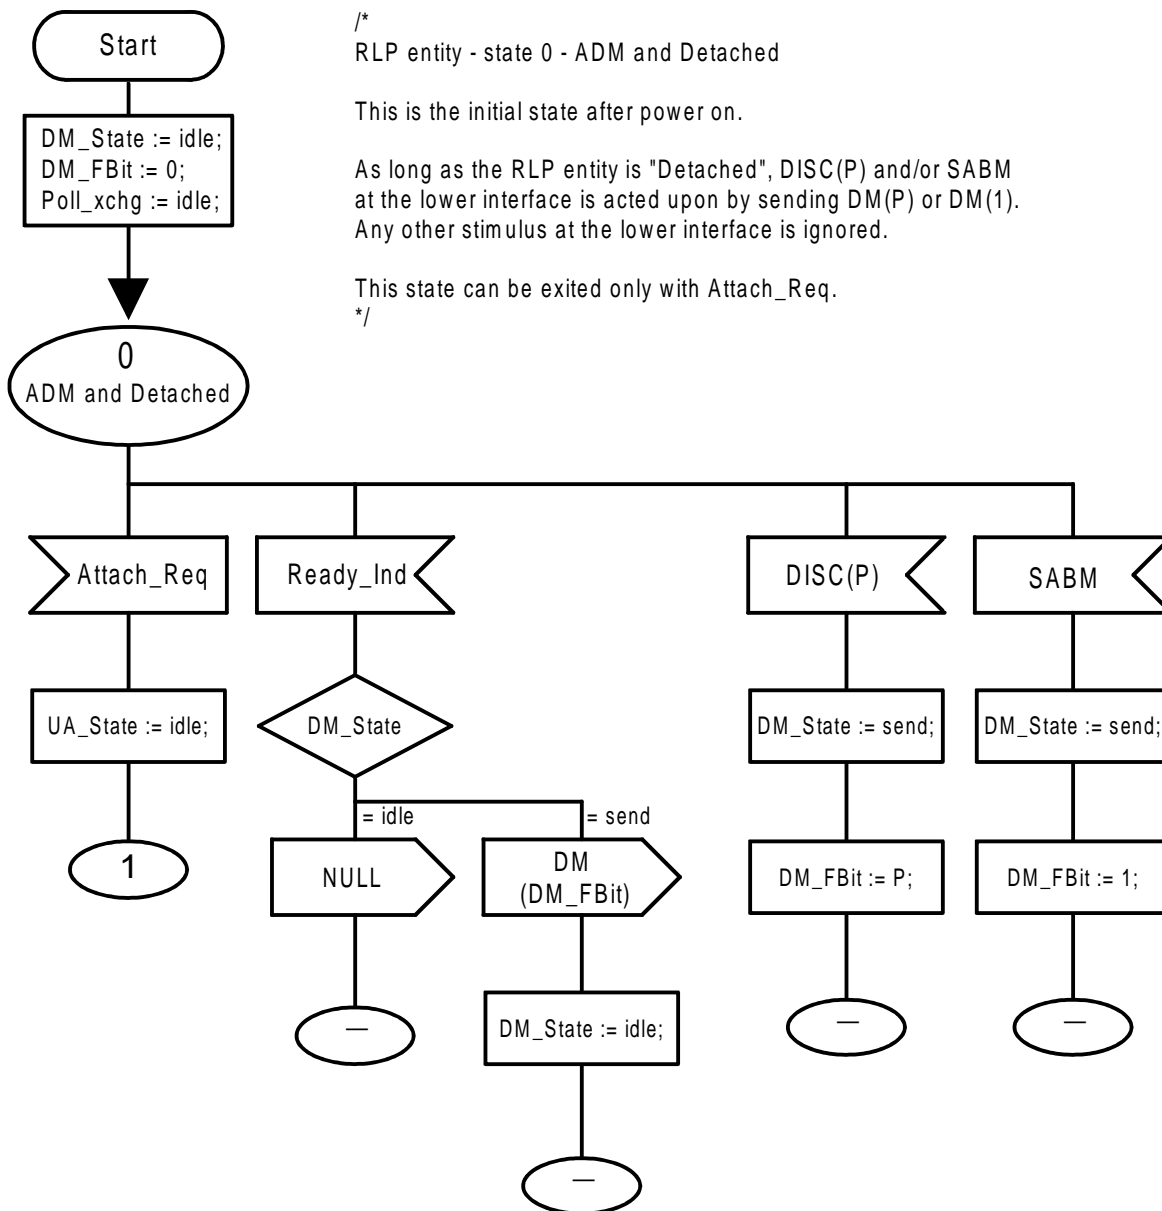 Start
/*
RLP entity - state 0 - ADM and Detached
This is the initial state after power on.
As long as the RLP entity is "Detached", DISC(P) and/or SABM
at the lower interface is acted upon by sending DM(P) or DM(1).
Any other stimulus at the lower interface is ignored.
This state can be exited only with Attach_Req.
*/
DM_State := idle;
DM_FBit := 0;
Poll_xchg := idle;
0
ADM and Detached
Attach_Req
Ready_Ind
DISC(P)
SABM
UA_State := idle;
DM_State
DM_State := send;
DM_State := send;
= idle
= send
1
NULL
DM
(DM_FBit)
DM_FBit := P;
DM_FBit := 1;
—
DM_State := idle;
—
—
—